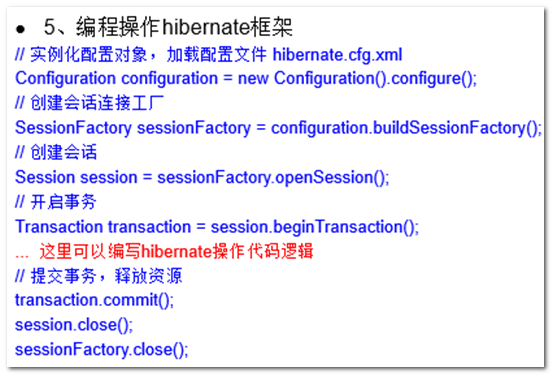 ● 5、编程操作hibernate框架
// 实例化配置对象，加载配置文件 hibernate.cfg.xml
Configuration configuration = new Configuration().configure();
// 创建会话连接工厂
SessionFactory sessionFactory = configuration.buildSessionFactory();
// 创建会话
Session session = sessionFactory.openSession();
// 开启事务
Transaction transaction = session.beginTransaction();
... 这里可以编写hibernate操作代码逻辑
// 提交事务，释放资源
transaction.commit();
session.close();
sessionFactory.close();